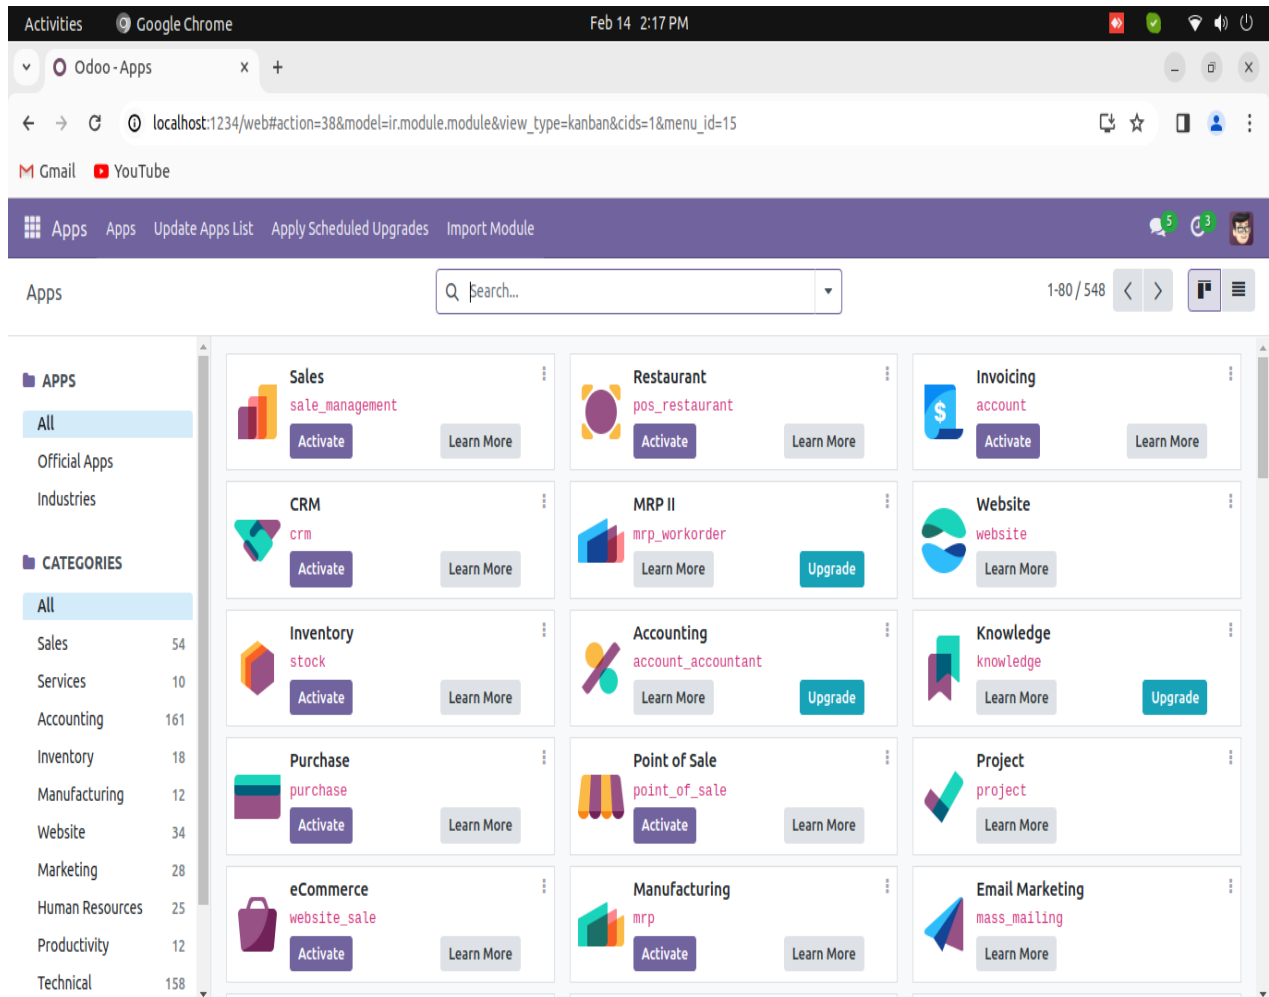 Activities Google Chrome Feb 14 2:17 PM
Odoo - Apps
localhost:1234/web#action=38&model=ir.module.module&view_type=kanban&cids=1&menu_id=15
Gmail YouTube
Apps Apps Update Apps List Apply Scheduled Upgrades Import Module 5 3
Apps Search... 1-80 / 548
APPS
All
Official Apps
Industries
CATEGORIES
All
Sales 54
Services 10
Accounting 161
Inventory 18
Manufacturing 12
Website 34
Marketing 28
Human Resources 25
Productivity 12
Technical 158
Sales
sale_management
Activate Learn More
Restaurant
pos_restaurant
Activate Learn More
Invoicing
$
account
Activate Learn More
CRM
crm
Activate Learn More
MRP II
mrp_workorder
Learn More Upgrade
Website
website
Learn More
Inventory
stock
Activate Learn More
Accounting
account_accountant
Learn More Upgrade
Knowledge
knowledge
Learn More Upgrade
Purchase
purchase
Activate Learn More
Point of Sale
point_of_sale
Activate Learn More
Project
project
Learn More
eCommerce
website_sale
Activate Learn More
Manufacturing
mrp
Activate Learn More
Email Marketing
mass_mailing
Learn More